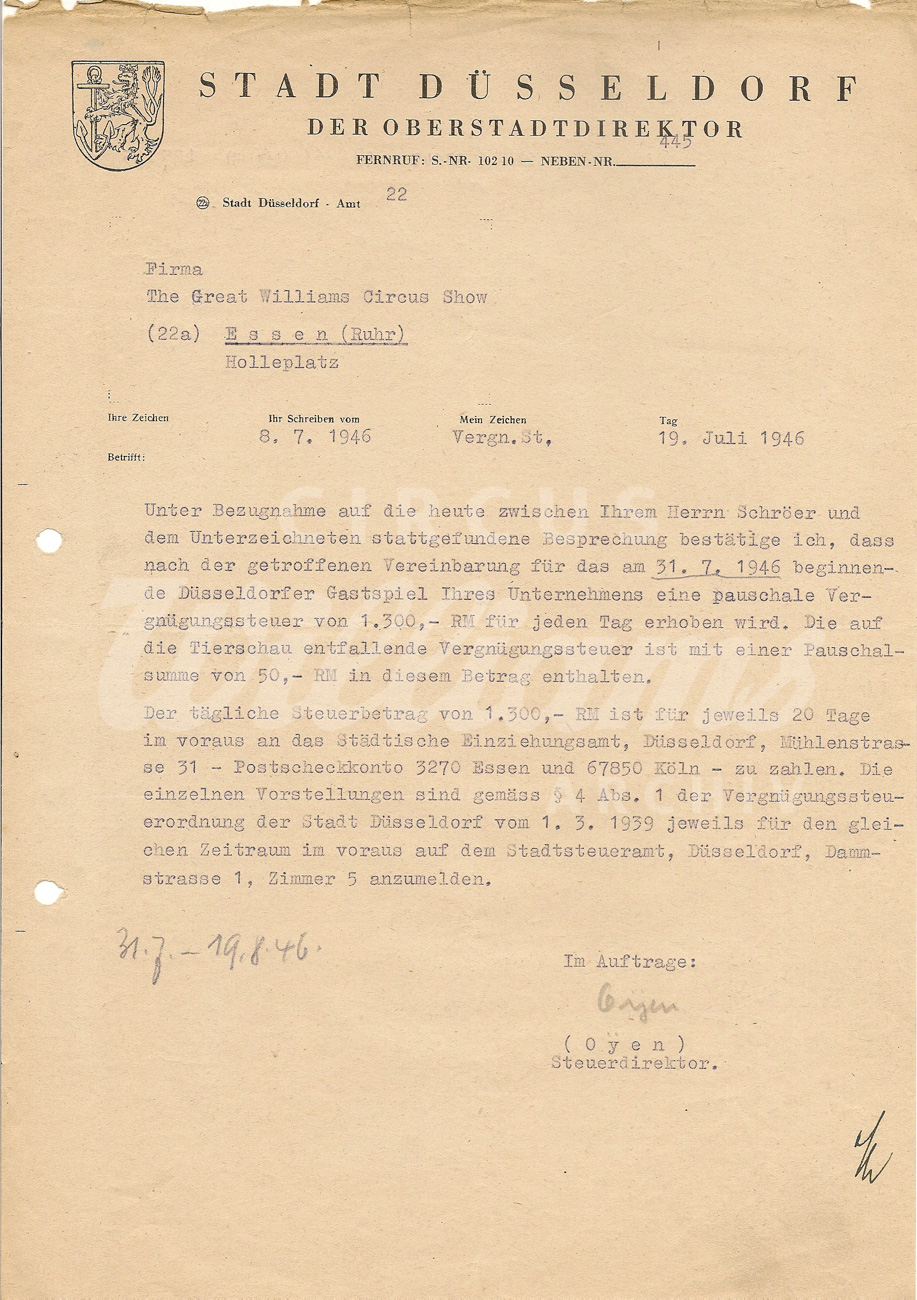 STADT DÜSSELDORF
DER OBERSTADTDIREKTOR
FERNRUF: S.-NR- 102 10 — NEBEN-NR. 445
22a Stadt Düsseldorf - Amt 22
Firma
The Great Williams Circus Show
(22a) E s s e n (Ruhr)
Holleplatz
Ihre Zeichen Ihr Schreiben vom Mein Zeichen Tag
8. 7. 1946 Vergn.St. 19. Juli 1946
Betrifft:
Unter Bezugnahme auf die heute zwischen Ihrem Herrn Schröer und
dem Unterzeichneten stattgefundene Besprechung bestätige ich, dass
nach der getroffenen Vereinbarung für das am 31. 7. 1946 beginnen-
de Düsseldorfer Gastspiel Ihres Unternehmens eine pauschale Ver-
gnügungssteuer von 1.300,- RM für jeden Tag erhoben wird. Die auf
die Tierschau entfallende Vergnügungssteuer ist mit einer Pauschal-
summe von 50,- RM in diesem Betrag enthalten.
Der tägliche Steuerbetrag von 1.300,- RM ist für jeweils 20 Tage
im voraus an das Städtische Einziehungsamt, Düsseldorf, Mühlenstras-
se 31 - Postscheckkonto 3270 Essen und 67850 Köln - zu zahlen. Die
einzelnen Vorstellungen sind gemäss § 4 Abs. 1 der Vergnügungssteu-
erordnung der Stadt Düsseldorf vom 1. 3. 1939 jeweils für den glei-
chen Zeitraum im voraus auf dem Stadtsteueramt, Düsseldorf, Damm-
strasse 1, Zimmer 5 anzumelden.
31.7. - 19.8.46.
Im Auftrage:
Oÿen
( O ÿ e n )
Steuerdirektor.
CIRCUS
Williams